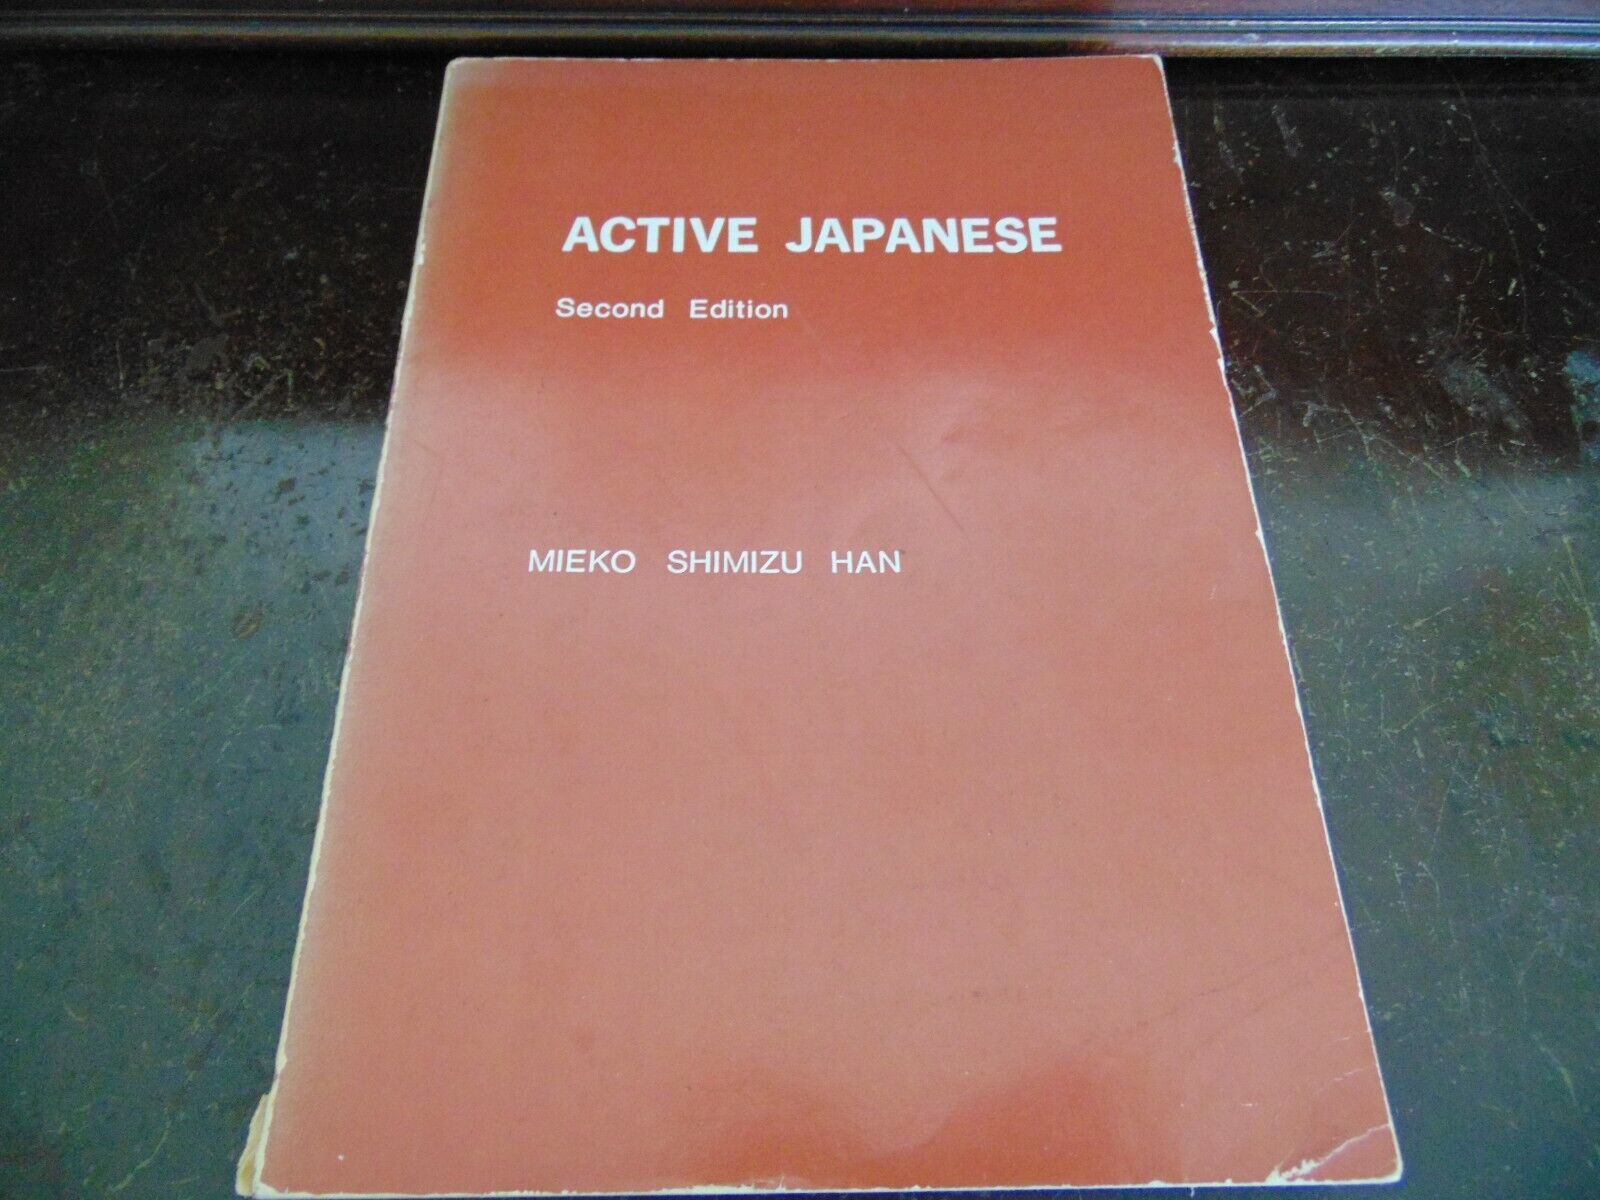 ACTIVE JAPANESE
Second Edition
MIEKO SHIMIZU HAN